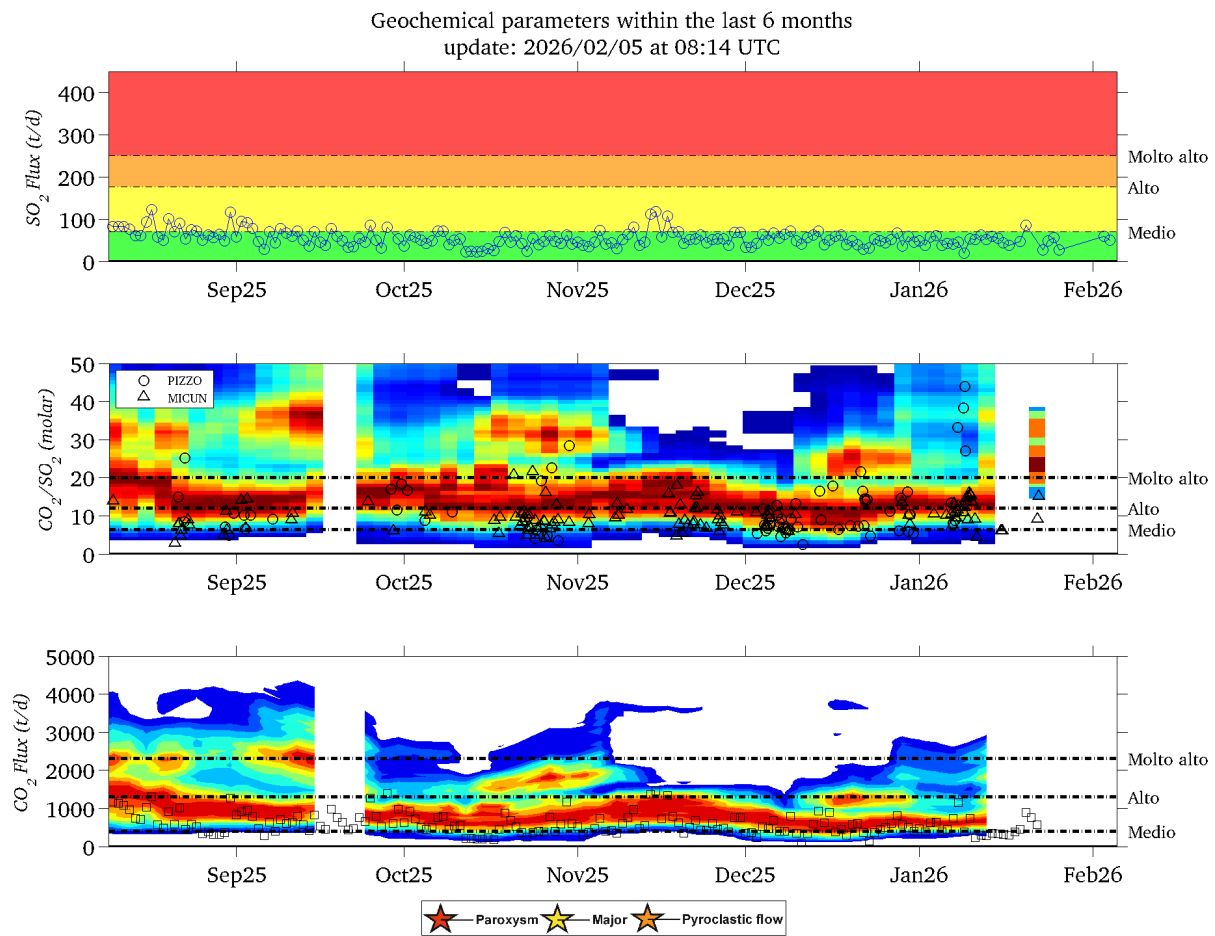 Geochemical parameters within the last 6 months
update: 2026/02/05 at 08:14 UTC
SO2 Flux (t/d)
400
300
200
100
0
Molto alto
Alto
Medio
Sep25 Oct25 Nov25 Dec25 Jan26 Feb26
CO2/SO2 (molar)
50
40
30
20
10
0
PIZZO
MICUN
Molto alto
Alto
Medio
Sep25 Oct25 Nov25 Dec25 Jan26 Feb26
CO2 Flux (t/d)
5000
4000
3000
2000
1000
0
Molto alto
Alto
Medio
Sep25 Oct25 Nov25 Dec25 Jan26 Feb26
Paroxysm Major Pyroclastic flow